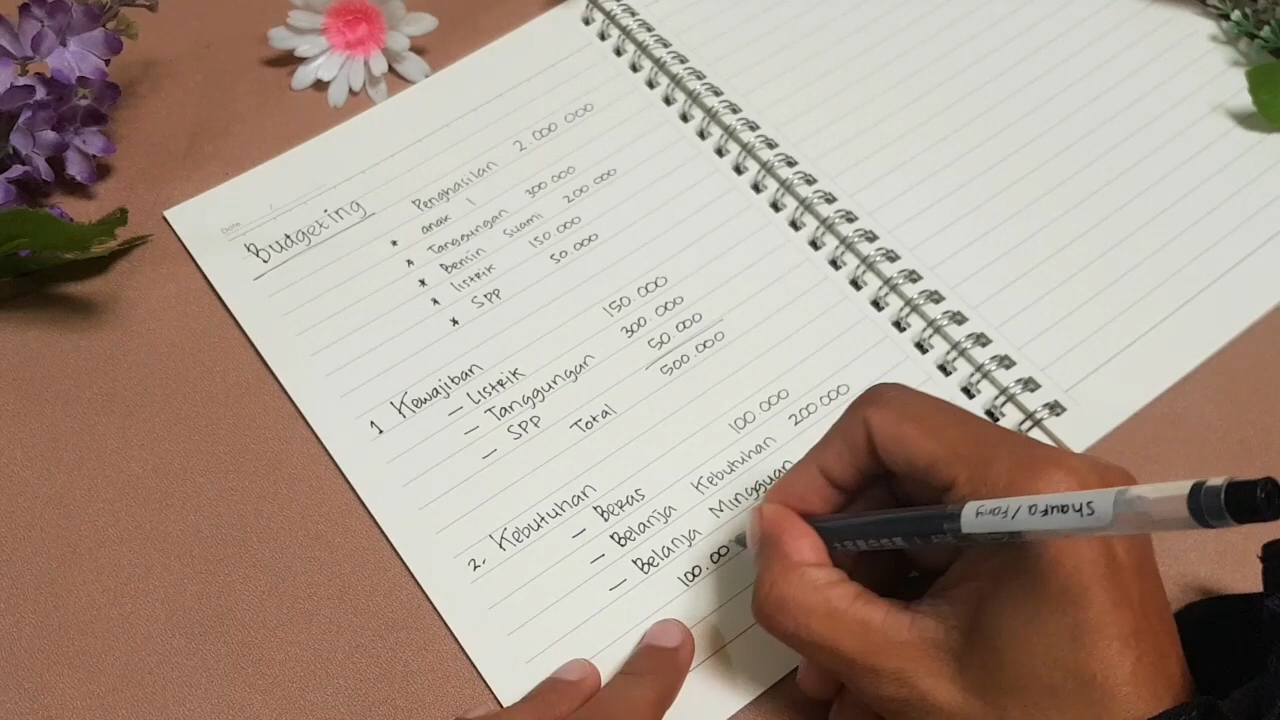 Budgeting
Penghasilan 2.000 000
* anak 1
* Tanggungan 300 000
* Bensin Suami 200 000
* listrik 150.000
* SPP 50.000
1 Kewajiban
- Listrik 150.000
- Tanggungan 300.000
- SPP 50.000
Total 500.000
2. Kebutuhan
- Beras 100.000
- Belanja Kebutuhan 200 000
- Belanja Mingguan
100.00
Shaufa/Fany